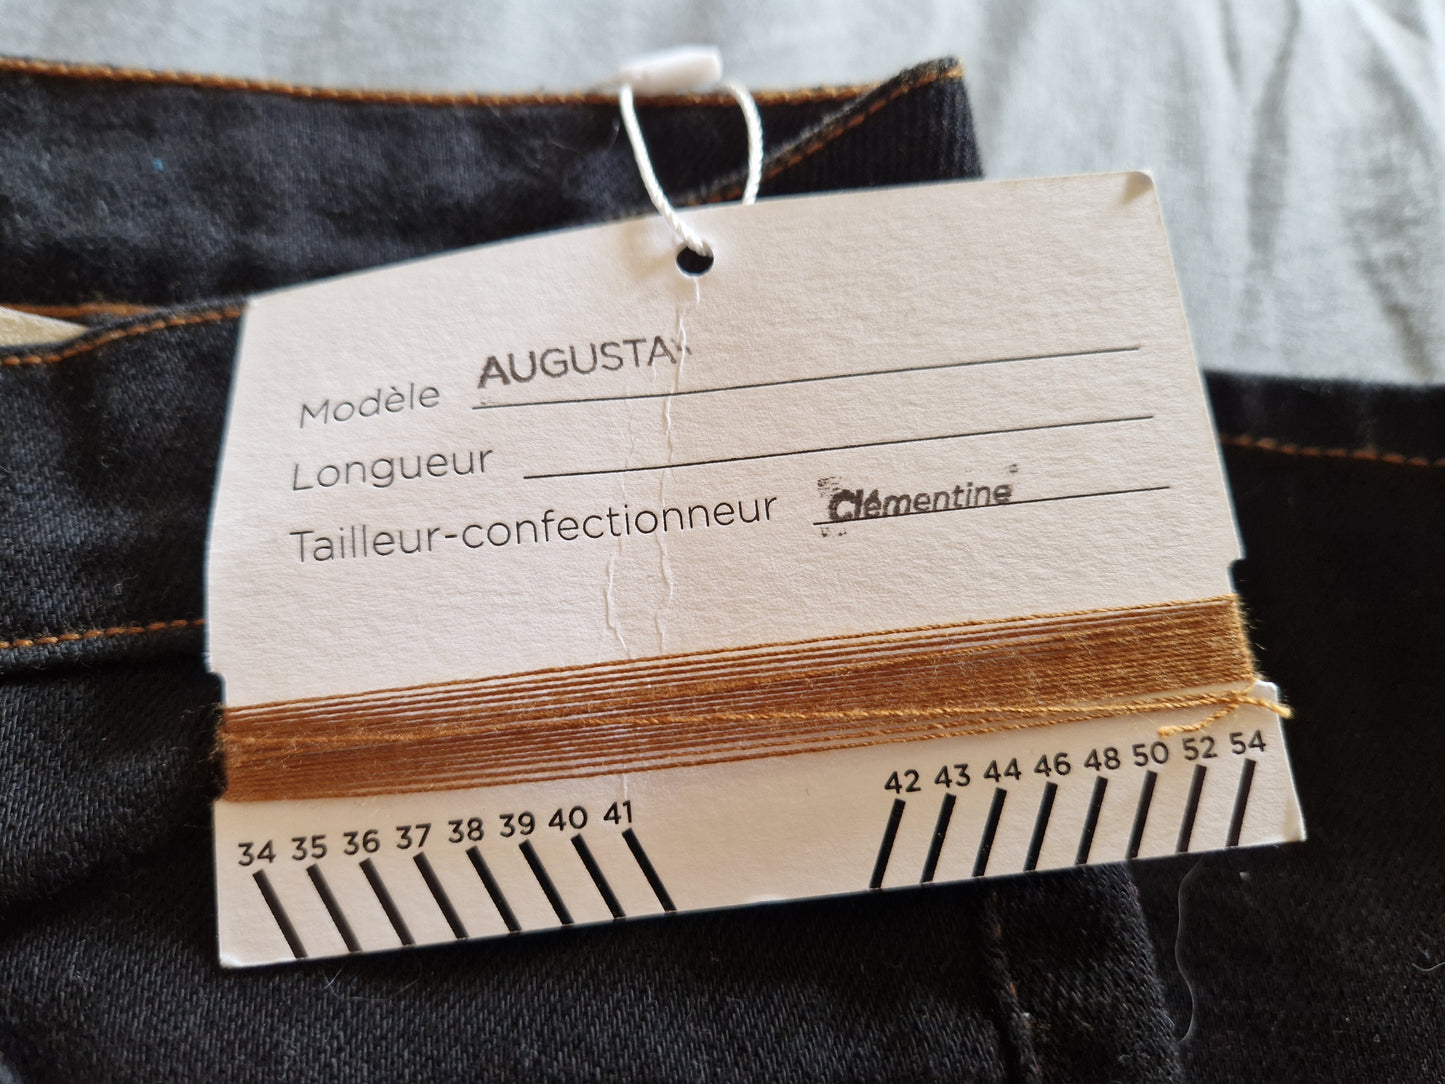 Modèle AUGUSTA
Longueur
Tailleur-confectionneur Clémentine
34 35 36 37 38 39 40 41 42 43 44 46 48 50 52 54